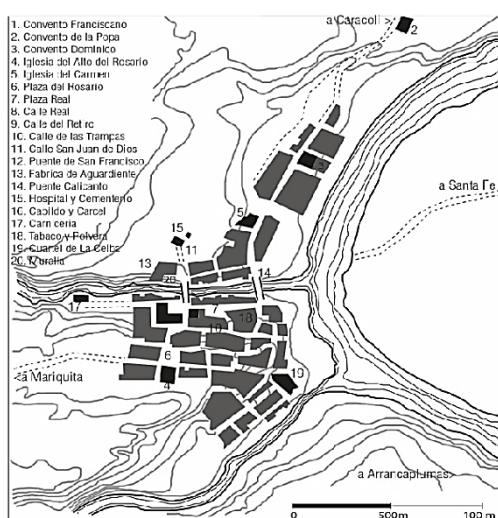 1. Convento Franciscano
2. Convento de la Popa
3. Convento Dominico
4. Iglesia del Alto del Rosario
5. Iglesia del Carmen
6. Plaza del Rosario
7. Plaza Real
8. Calle Real
9. Calle del Retiro
10. Calle de las Trampas
11. Calle San Juan de Dios
12. Puente de San Francisco
13. Fabrica de Aguardiente
14. Puente Calicanto
15. Hospital y Cementerio
16. Cabildo y Carcel
17. Carniceria
18. Tabaco y Polvora
19. Cuartel de La Ceiba
20. Muralla
a Caracoli >
2
a Santa Fe
3
5
15
11
13
14
20
17
7
18
6
4
19
<a Mariquita
a Arrancaplumas>
0 500m 100 m